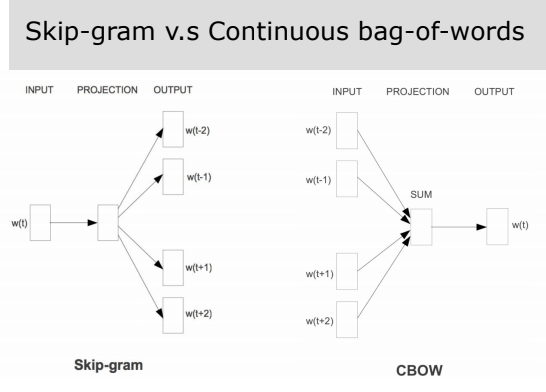 Skip-gram v.s Continuous bag-of-words
INPUT PROJECTION OUTPUT
w(t-2)
w(t-1)
w(t)
w(t+1)
w(t+2)
Skip-gram
INPUT PROJECTION OUTPUT
w(t-2)
w(t-1)
SUM
w(t)
w(t+1)
w(t+2)
CBOW